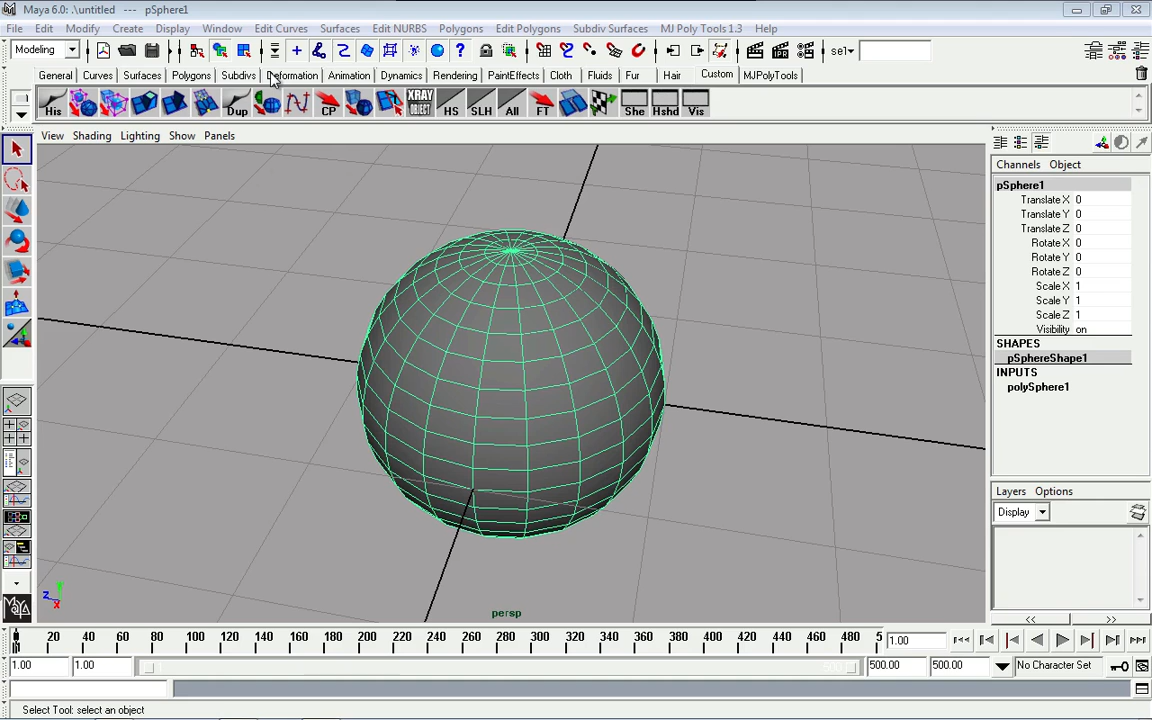 Maya 6.0: .\untitled --- pSphere1
File Edit Modify Create Display Window Edit Curves Surfaces Edit NURBS Polygons Edit Polygons Subdiv Surfaces MJ Poly Tools 1.3 Help
Modeling ? sel
General Curves Surfaces Polygons Subdivs Deformation Animation Dynamics Rendering PaintEffects Cloth Fluids Fur Hair Custom MJPolyTools
His Dup CP XRAY OBJECT HS SLH All FT She Hshd Vis
View Shading Lighting Show Panels
Channels Object
pSphere1
Translate X 0
Translate Y 0
Translate Z 0
Rotate X 0
Rotate Y 0
Rotate Z 0
Scale X 1
Scale Y 1
Scale Z 1
Visibility on
SHAPES
pSphereShape1
INPUTS
polySphere1
Layers Options
Display
z x
persp
MAYA
20 40 60 80 100 120 140 160 180 200 220 240 260 280 300 320 340 360 380 400 420 440 460 480 5 1.00
1.00 1.00 500.00 500.00 No Character Set
Select Tool: select an object